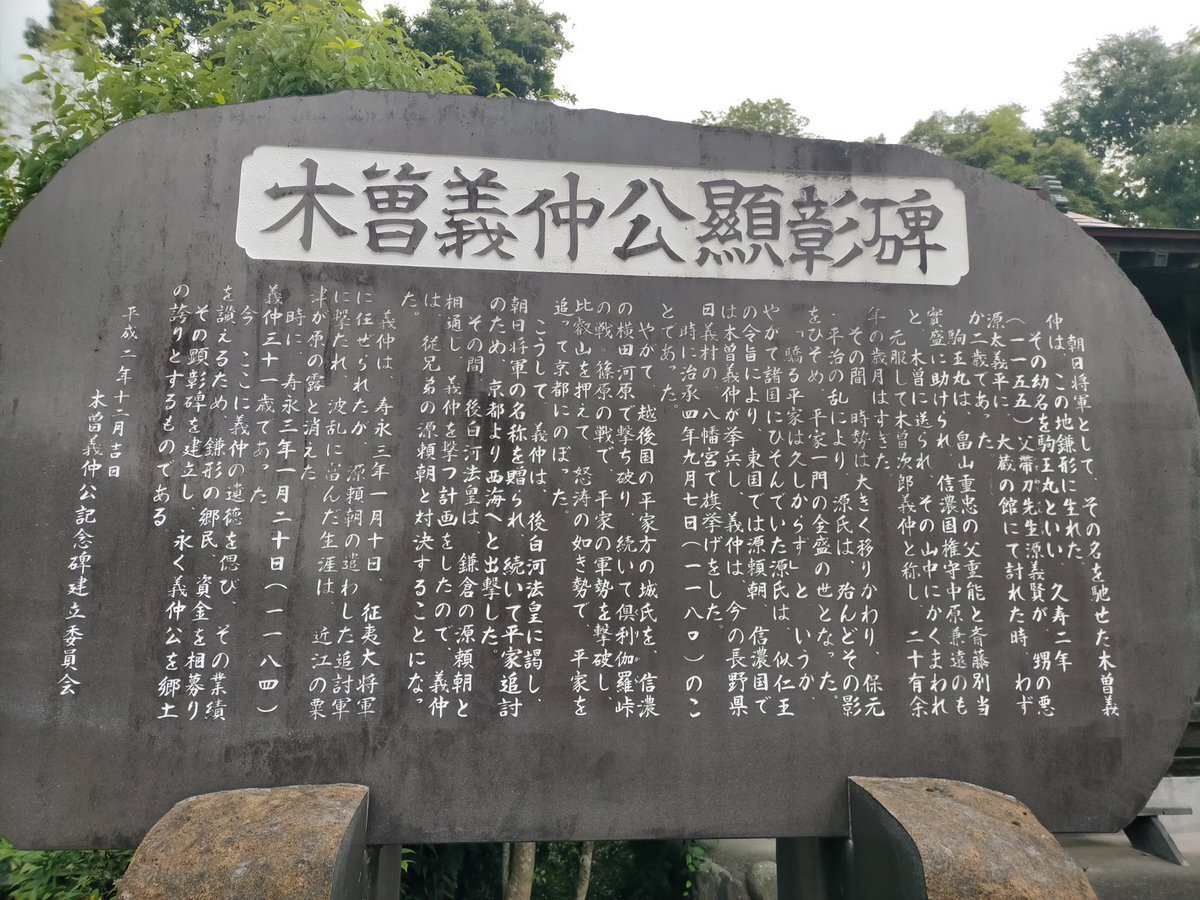 木曽義仲公顯彰碑
朝日将軍として、その名を馳せた木曽義
仲は、この地鎌形に生れた。
その幼名を駒王丸といい、久寿二年
（一一五五）父帯刀先生源義賢が、甥の悪
源太義平に、大蔵の館にて討れた時、わず
か二歳であった
駒王丸は、畠山重忠の父重能と斉藤別当
實盛に助けられ、信濃国権守中原兼遠のも
と、木曽に送られ、その山中にかくまわれ
元服して木曽次郎義仲と称し、二十有余
年の歳月はすぎた
その間、時勢は大きく移りかわり、保元
・平治の乱により、源氏は、殆んどその影
をひそめ、平家一門の全盛の世となった。
「驕る平家は久しからず」と、いうが、
やがて諸国にひそんでいた源氏は、似仁王
の令旨により、東国では源頼朝、信濃国で
は木曽義仲が挙兵し、義仲は、今の長野県
日義村の、八幡宮で旗挙げをした。
時に治承四年九月七日（一一八〇）のこ
とであった。
やがて、越後国の平家方の城氏を、信濃
の横田河原で撃ち破り、続いて倶利伽羅峠
の戦。篠原の戦で、平家の軍勢を撃破し、
比叡山を押えて、怒涛の如き勢で、平家を
追って京都にのぼった。
こうして、義仲は、後白河法皇に謁し、
朝日将軍の名称を贈られ、続いて平家追討
のため、京都より西海へと出撃した。
その間、後白河法皇は、鎌倉の源頼朝と
相通じ、義仲を撃つ計画をしたので、義仲
は、従兄弟の源頼朝と対決することになっ
た。
義仲は、寿永三年一月十日、征夷大将軍
に任せられたが、源頼朝の遣わした追討軍
に撃たれ、波乱に富んだ生涯は、近江の粟
津が原の露と消えた
時に、寿永三年一月二十日（一一八四）
義仲三十一歳であった。
今、ここに義仲の遺徳を偲び、その業績
を讃えるため、鎌形の郷民、資金を相募り
その顕彰碑を建立し、永く義仲公を郷土
の誇りとするものである
平成二年十二月吉日
木曽義仲公記念碑建立委員会